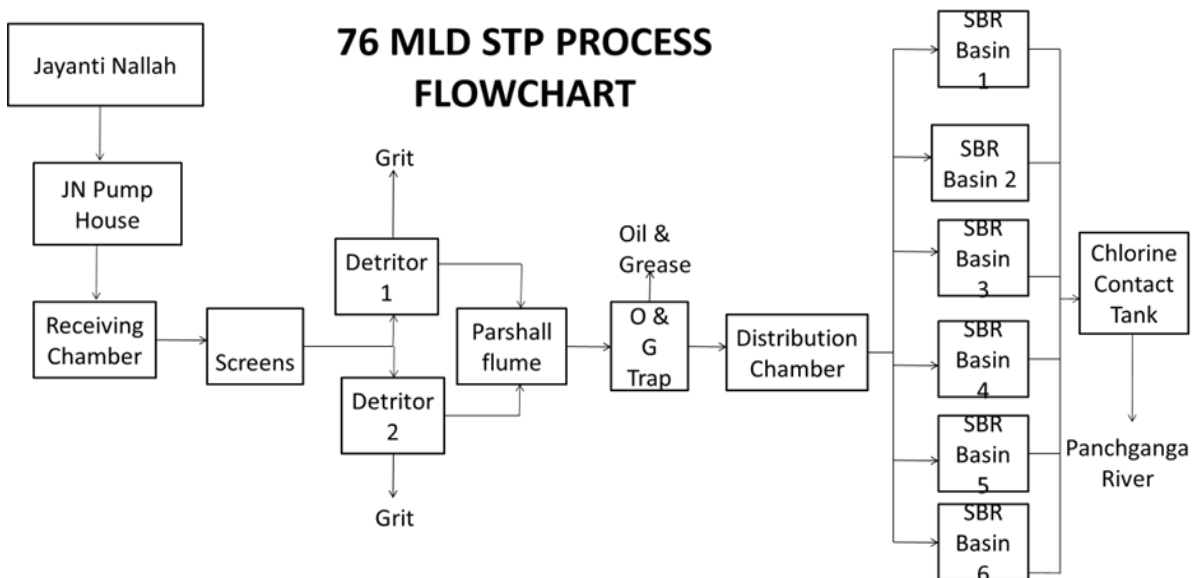 76 MLD STP PROCESS
FLOWCHART
Jayanti Nallah
JN Pump
House
Receiving
Chamber
Screens
Grit
Detritor
1
Detritor
2
Grit
Parshall
flume
Oil &
Grease
O &
G
Trap
Distribution
Chamber
SBR
Basin
1
SBR
Basin 2
SBR
Basin
3
SBR
Basin
4
SBR
Basin
5
SBR
Basin
6
Chlorine
Contact
Tank
Panchganga
River